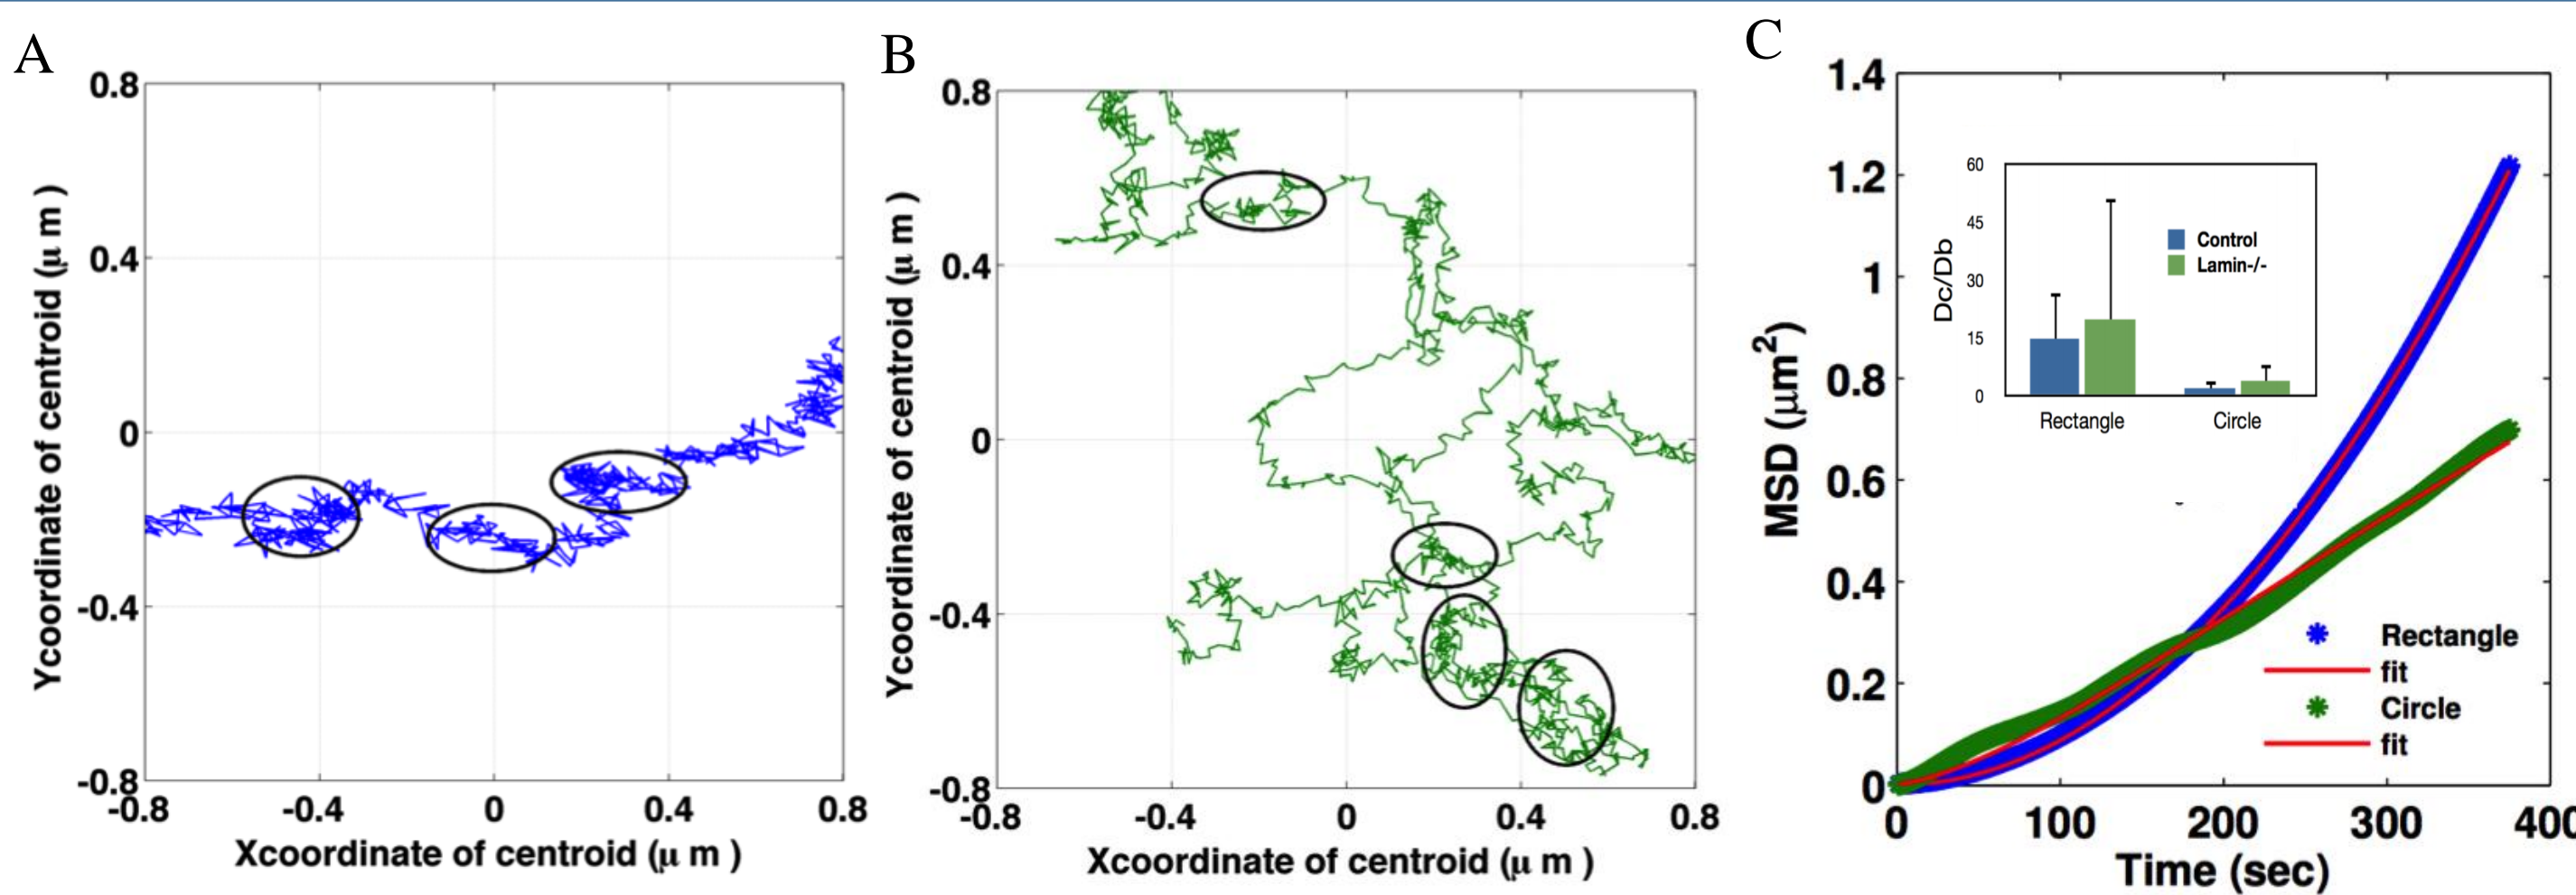 A
0.8
0.4
0
-0.4
-0.8
-0.8
-0.4
0
0.4
0.8
Xcoordinate of centroid (μ m )
Ycoordinate of centroid (μ m )
B
0.8
0.4
0
-0.4
-0.8
-0.8
-0.4
0
0.4
0.8
Xcoordinate of centroid (μ m )
Ycoordinate of centroid (μ m )
C
1.4
1.2
1
0.8
0.6
0.4
0.2
0
0
100
200
300
400
Time (sec)
MSD (μm²)
60
45
30
15
0
Dc/Db
Control
Lamin-/-
Rectangle
Circle
Rectangle
fit
Circle
fit